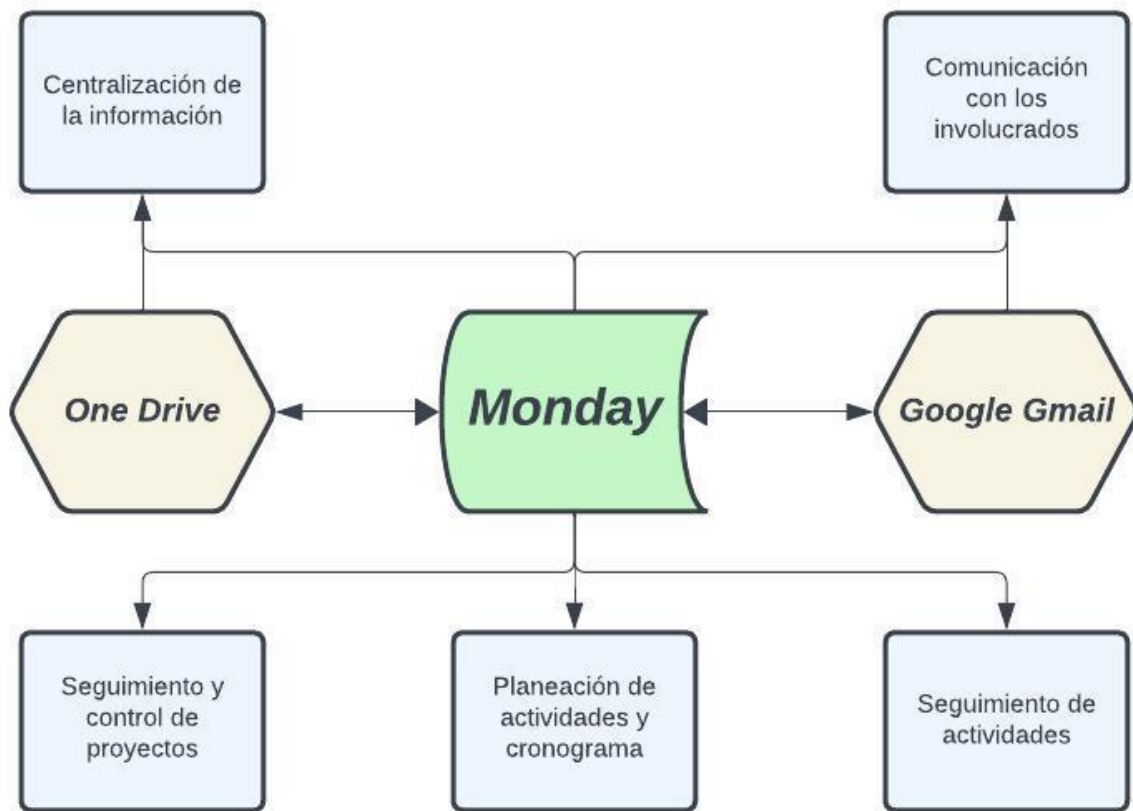 Centralización de
la información
Comunicación
con los
involucrados
One Drive
Monday
Google Gmail
Seguimiento y
control de
proyectos
Planeación de
actividades y
cronograma
Seguimiento de
actividades